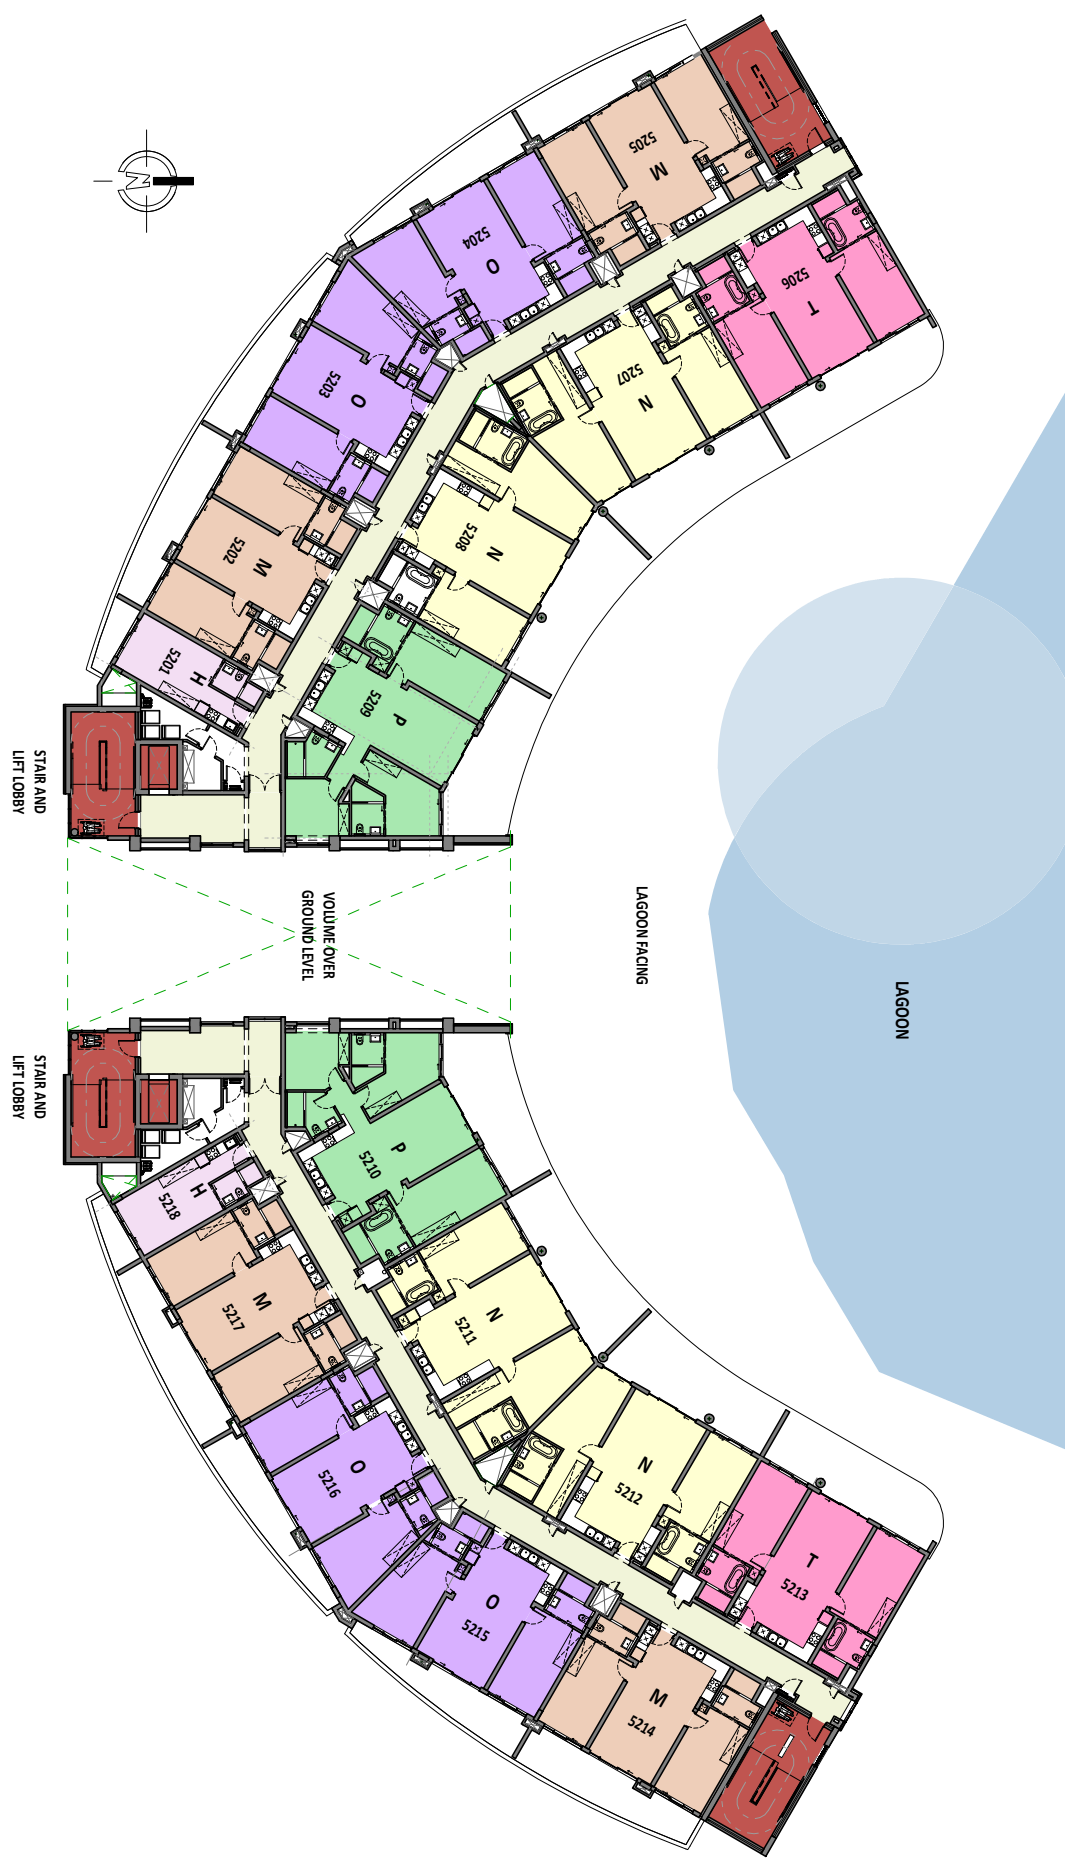 5205
M
5204
O
5203
O
5202
M
5201
H
5206
T
5207
N
5208
N
5209
P
N
STAIR AND
LIFT LOBBY
VOLUME OVER
GROUND LEVEL
LAGOON FACING
LAGOON
STAIR AND
LIFT LOBBY
P
5210
H
5218
M
5217
N
5211
O
5216
N
5212
O
5215
T
5213
M
5214